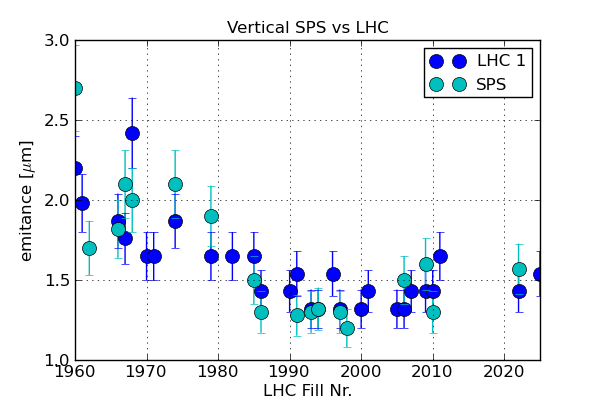 Vertical SPS vs LHC
3.0
2.5
2.0
1.5
1.0
emitance [μm]
LHC 1
SPS
1960 1970 1980 1990 2000 2010 2020
LHC Fill Nr.